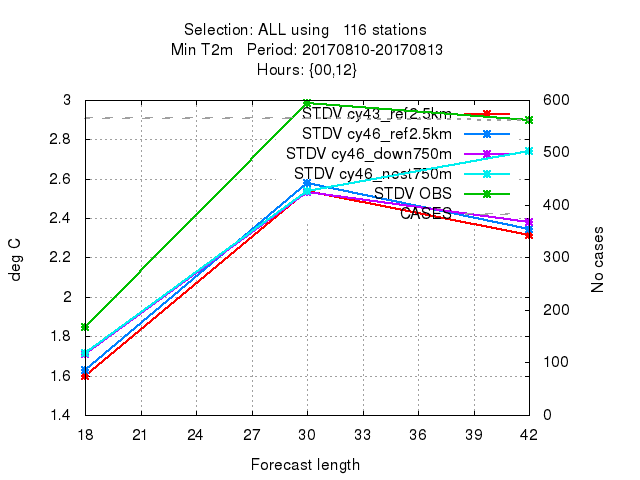 Selection: ALL using   116 stations
Min T2m   Period: 20170810-20170813
Hours: {00,12}
3 STDV cy43_ref2.5km 600
2.8 STDV cy46_ref2.5km
STDV cy46_down750m 500
2.6 STDV cy46_nest750m
STDV OBS
2.4 CASES 400
2.2 300
2
1.8 200
1.6 100
1.4 0
deg C
No cases
18 21 24 27 30 33 36 39 42
Forecast length